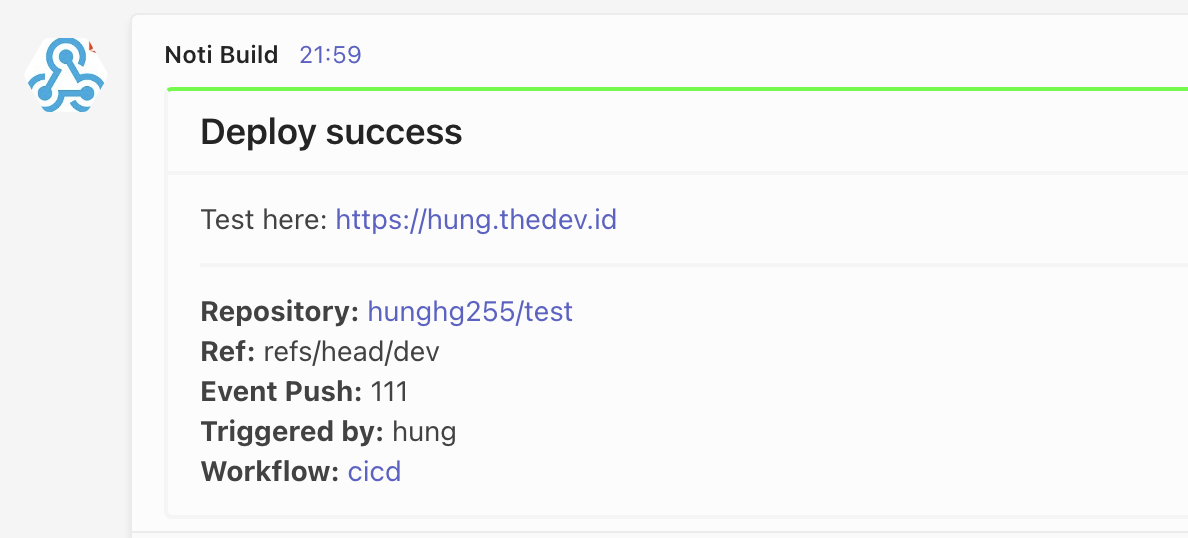 Noti Build 21:59
Deploy success
Test here: https://hung.thedev.id
Repository: hunghg255/test
Ref: refs/head/dev
Event Push: 111
Triggered by: hung
Workflow: cicd